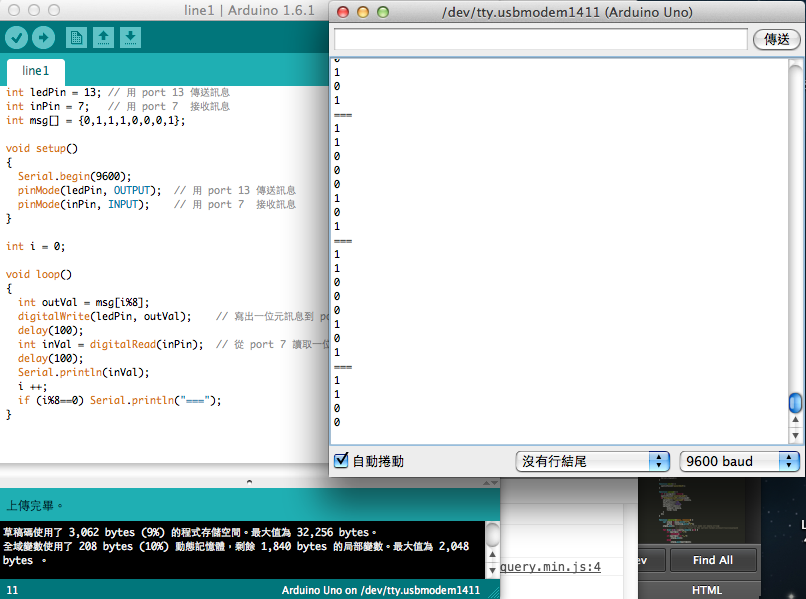 line1 | Arduino 1.6.1
line1
int ledPin = 13; // 用 port 13 傳送訊息
int inPin = 7;   // 用 port 7  接收訊息
int msg[] = {0,1,1,1,0,0,0,1};
void setup()
{
  Serial.begin(9600);
  pinMode(ledPin, OUTPUT);  // 用 port 13 傳送訊息
  pinMode(inPin, INPUT);    // 用 port 7  接收訊息
}
int i = 0;
void loop()
{
  int outVal = msg[i%8];
  digitalWrite(ledPin, outVal);    // 寫出一位元訊息到
  delay(100);
  int inVal = digitalRead(inPin);  // 從 port 7 讀取一位
  delay(100);
  Serial.println(inVal);
  i ++;
  if (i%8==0) Serial.println("===");
}
上傳完畢。
草稿碼使用了 3,062 bytes (9%) 的程式存儲空間。最大值為 32,256 bytes。
全域變數使用了 208 bytes (10%) 動態記憶體，剩餘 1,840 bytes 的局部變數。最大值為 2,048
bytes 。
11
Arduino Uno on /dev/tty.usbmodem1411
/dev/tty.usbmodem1411 (Arduino Uno)
傳送
1
0
1
===
1
1
0
0
0
1
0
1
===
1
1
0
0
0
1
0
1
===
1
1
0
0
自動捲動
沒有行結尾
9600 baud
query.min.js:4
Find All
HTML